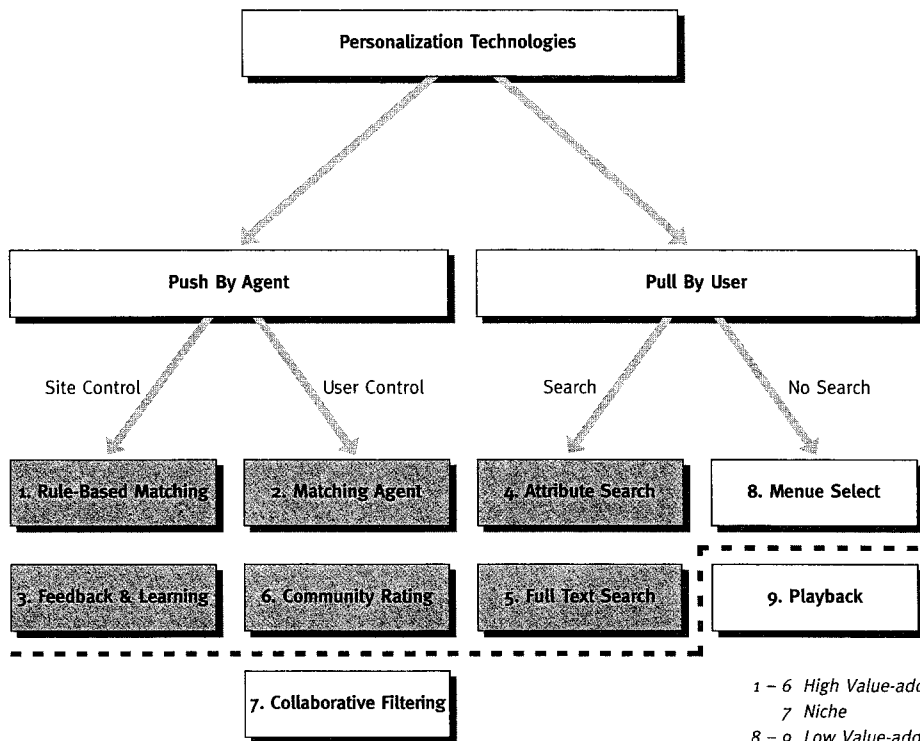 Personalization Technologies
Push By Agent
Pull By User
Site Control
User Control
Search
No Search
1. Rule-Based Matching
2. Matching Agent
4. Attribute Search
8. Menue Select
3. Feedback & Learning
6. Community Rating
5. Full Text Search
9. Playback
7. Collaborative Filtering
1 – 6 High Value-add
7 Niche
8 – 9 Low Value-add